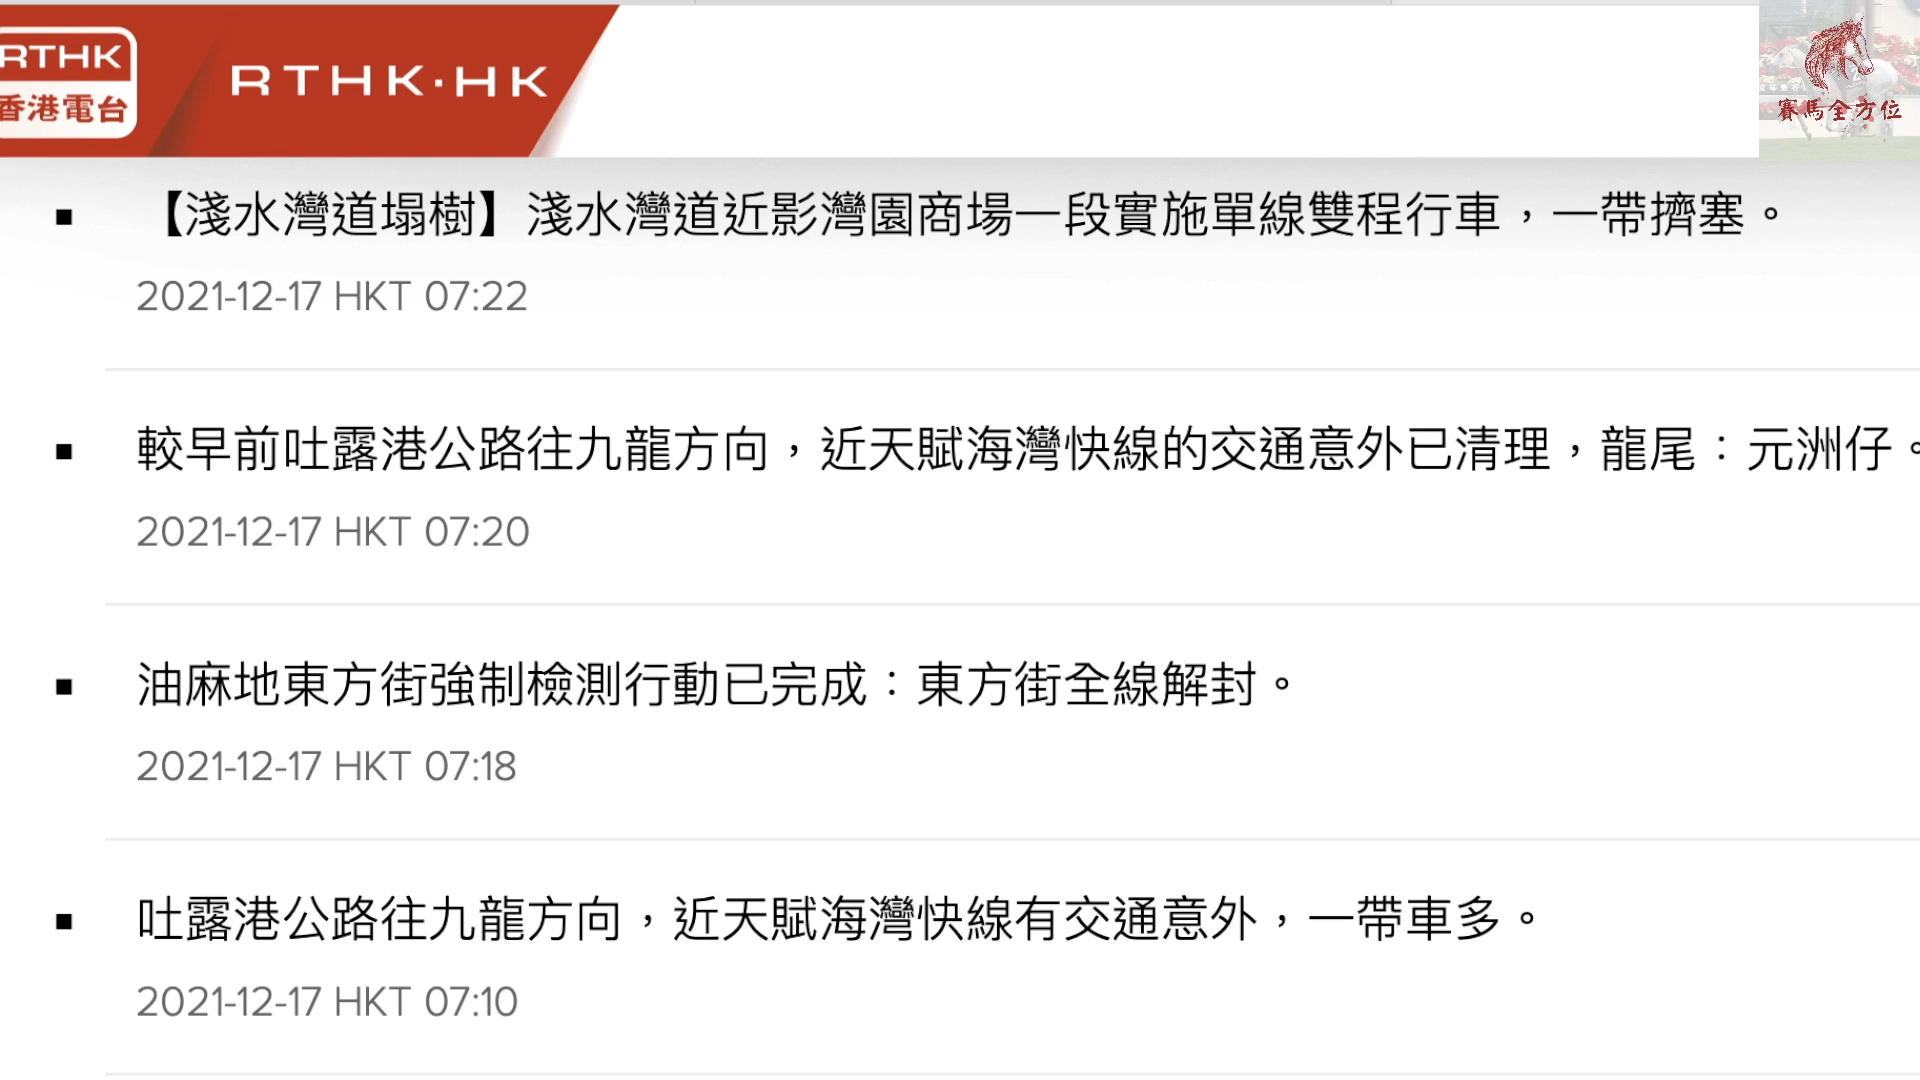 RTHK
香港電台
RTHK·HK
賽馬全方位
【淺水灣道塌樹】淺水灣道近影灣園商場一段實施單線雙程行車，一帶擠塞。
2021-12-17 HKT 07:22
較早前吐露港公路往九龍方向，近天賦海灣快線的交通意外已清理，龍尾：元洲仔。
2021-12-17 HKT 07:20
油麻地東方街強制檢測行動已完成：東方街全線解封。
2021-12-17 HKT 07:18
吐露港公路往九龍方向，近天賦海灣快線有交通意外，一帶車多。
2021-12-17 HKT 07:10